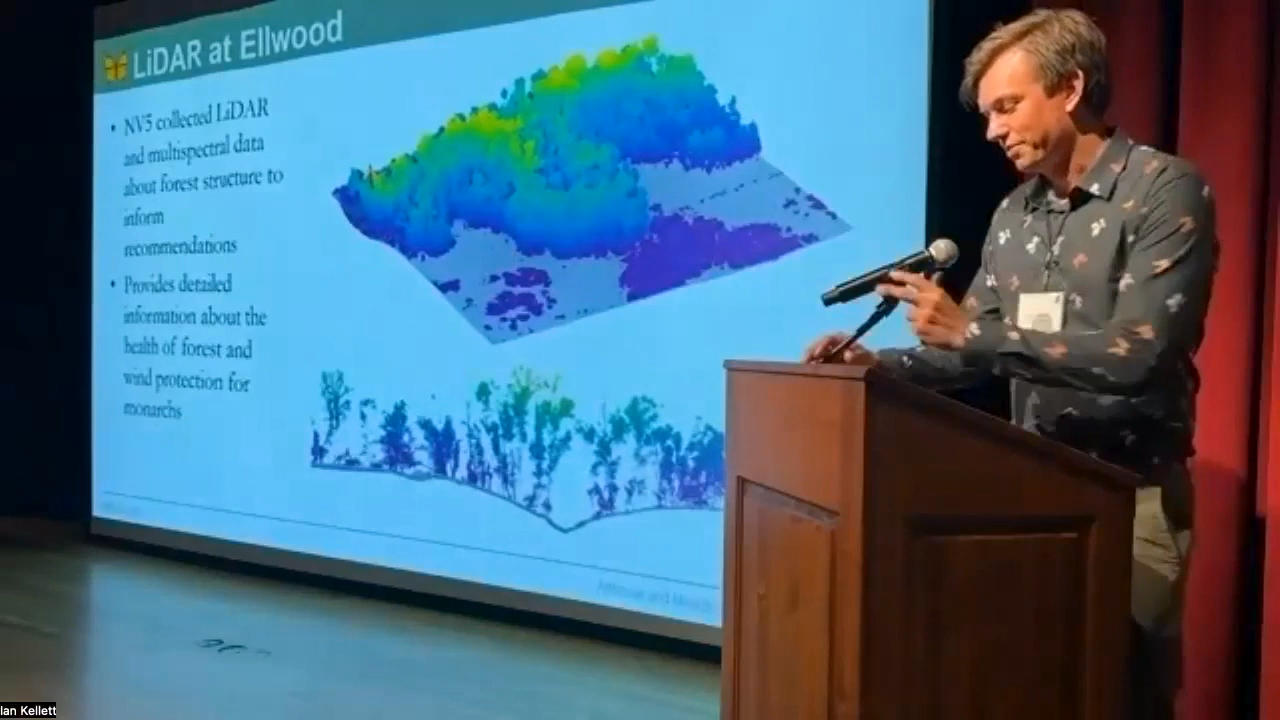 LiDAR at Ellwood
• NV5 collected LiDAR
and multispectral data
about forest structure to
inform
recommendations
• Provides detailed
information about the
health of forest and
wind protection for
monarchs
Ian Kellett